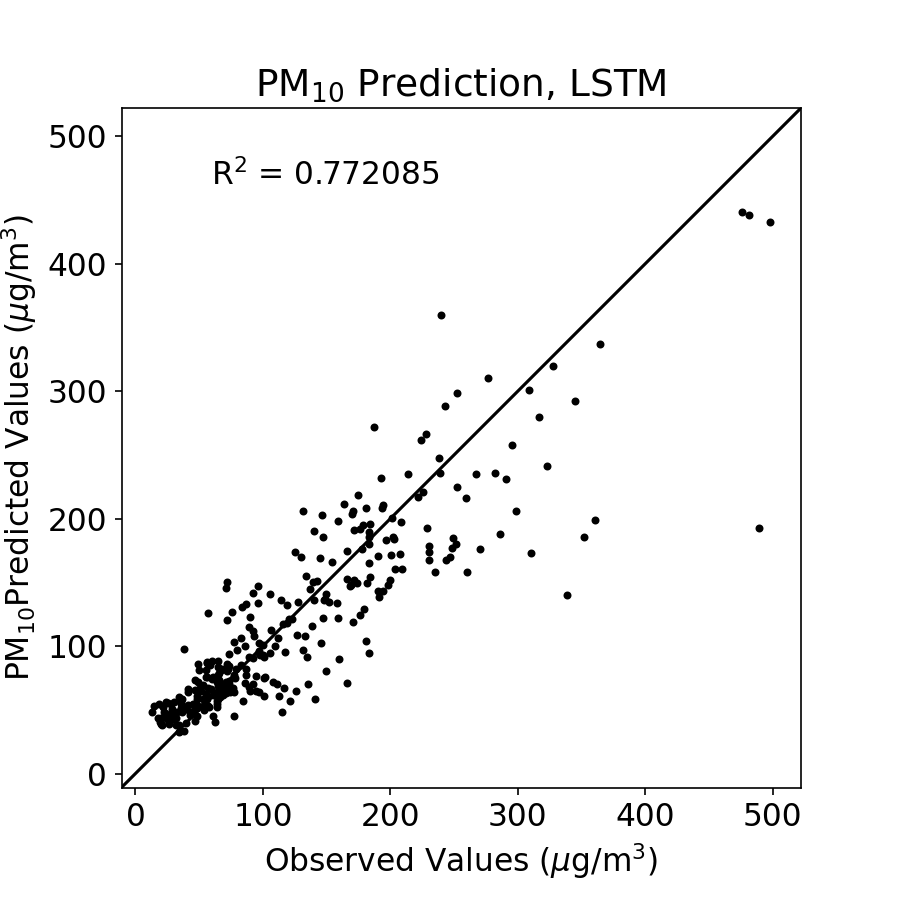 PM₁₀ Prediction, LSTM
R² = 0.772085
500
400
300
200
100
0
PM₁₀Predicted Values (μg/m³)
0 100 200 300 400 500
Observed Values (μg/m³)